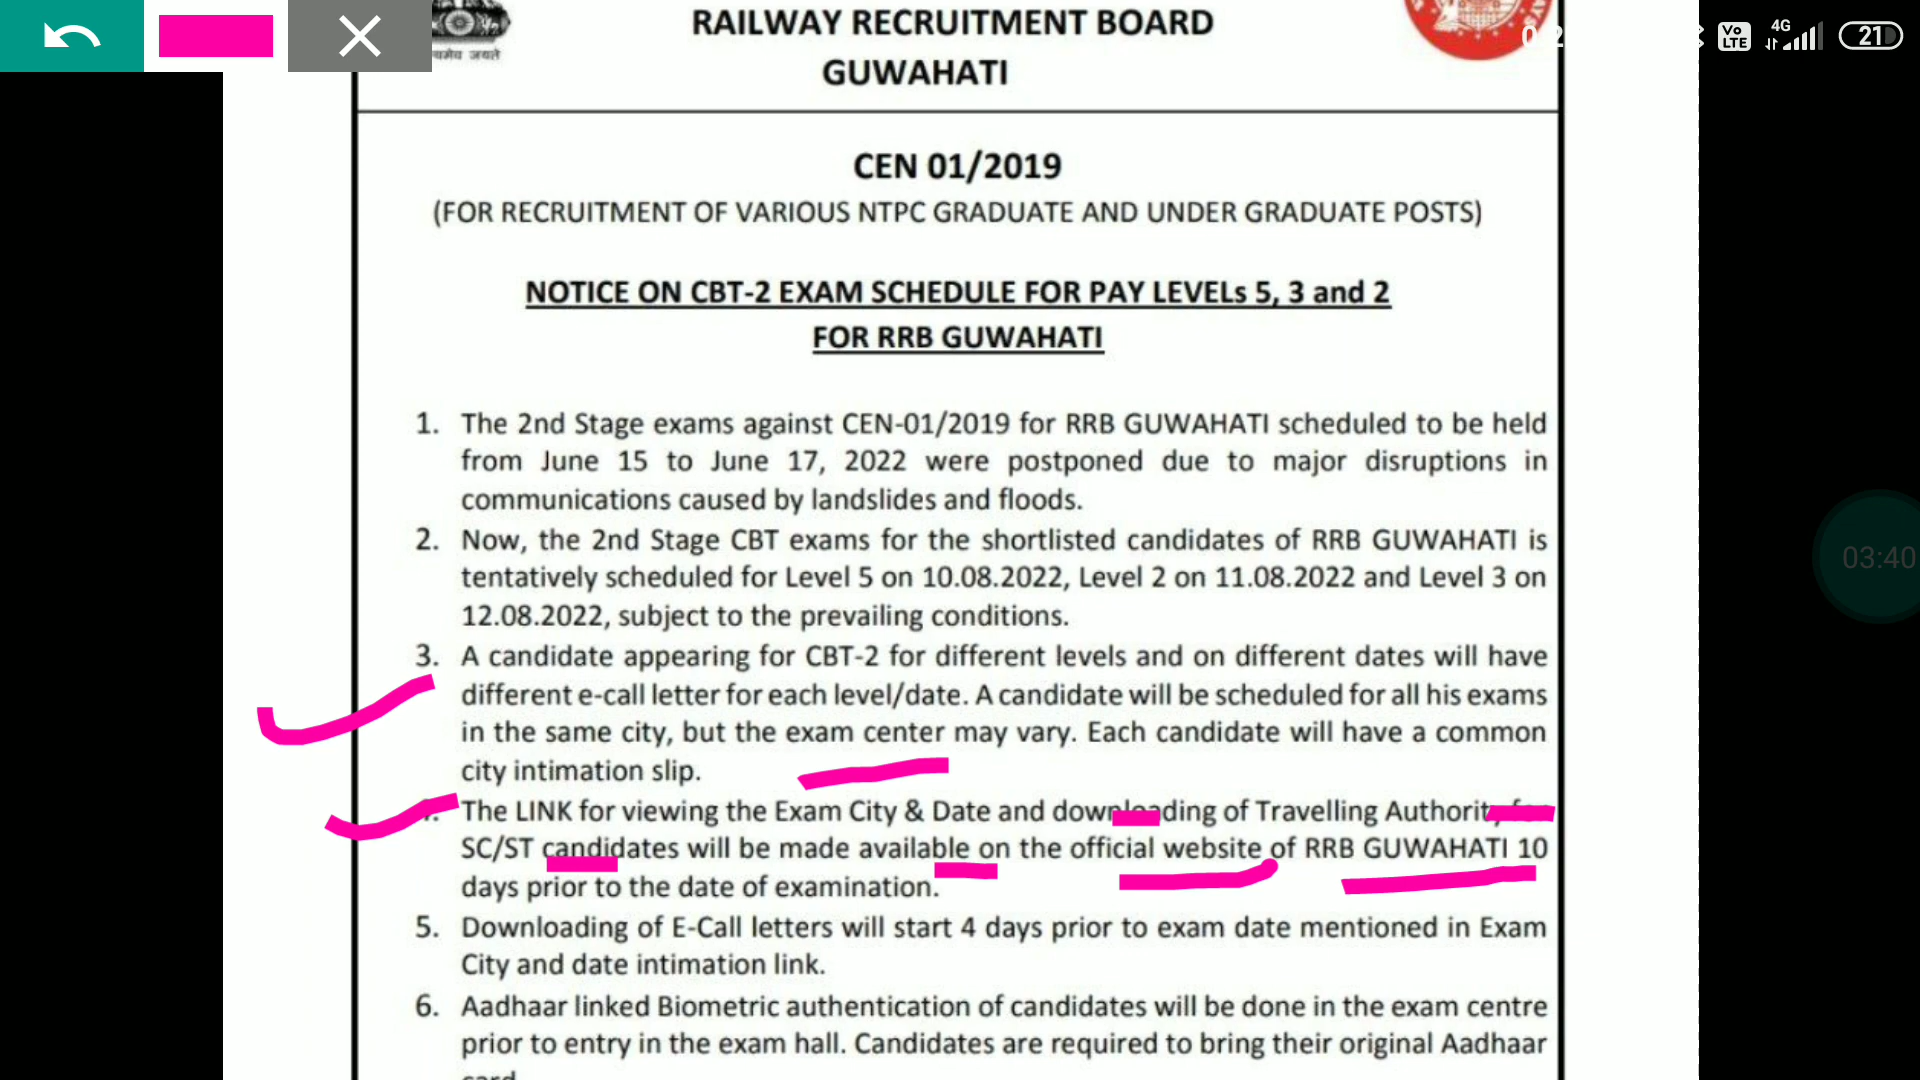 RAILWAY RECRUITMENT BOARD
GUWAHATI
Vo
LTE
4G
21
सत्यमेव जयते
CEN 01/2019
(FOR RECRUITMENT OF VARIOUS NTPC GRADUATE AND UNDER GRADUATE POSTS)
NOTICE ON CBT-2 EXAM SCHEDULE FOR PAY LEVELs 5, 3 and 2
FOR RRB GUWAHATI
1. The 2nd Stage exams against CEN-01/2019 for RRB GUWAHATI scheduled to be held
from June 15 to June 17, 2022 were postponed due to major disruptions in
communications caused by landslides and floods.
2. Now, the 2nd Stage CBT exams for the shortlisted candidates of RRB GUWAHATI is
tentatively scheduled for Level 5 on 10.08.2022, Level 2 on 11.08.2022 and Level 3 on
12.08.2022, subject to the prevailing conditions.
03:40
3. A candidate appearing for CBT-2 for different levels and on different dates will have
different e-call letter for each level/date. A candidate will be scheduled for all his exams
in the same city, but the exam center may vary. Each candidate will have a common
city intimation slip.
The LINK for viewing the Exam City & Date and downloading of Travelling Authority for
SC/ST candidates will be made available on the official website of RRB GUWAHATI 10
days prior to the date of examination.
5. Downloading of E-Call letters will start 4 days prior to exam date mentioned in Exam
City and date intimation link.
6. Aadhaar linked Biometric authentication of candidates will be done in the exam centre
prior to entry in the exam hall. Candidates are required to bring their original Aadhaar